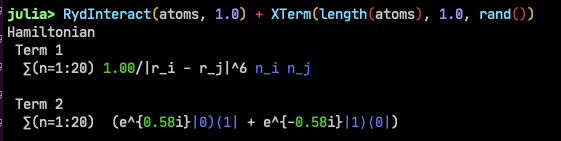 julia> RydInteract(atoms, 1.0) + XTerm(length(atoms), 1.0, rand())
Hamiltonian
 Term 1
  ∑(n=1:20) 1.00/|r_i - r_j|^6 n_i n_j

 Term 2
  ∑(n=1:20)  (e^{0.58i}|0)⟨1| + e^{-0.58i}|1⟩⟨0|)